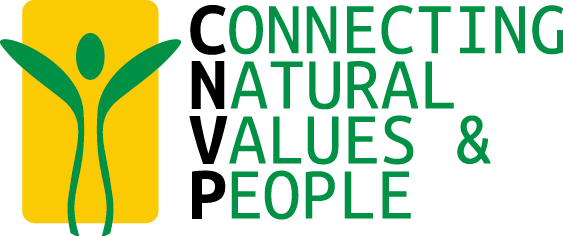 CONNECTING
NATURAL
VALUES &
PEOPLE